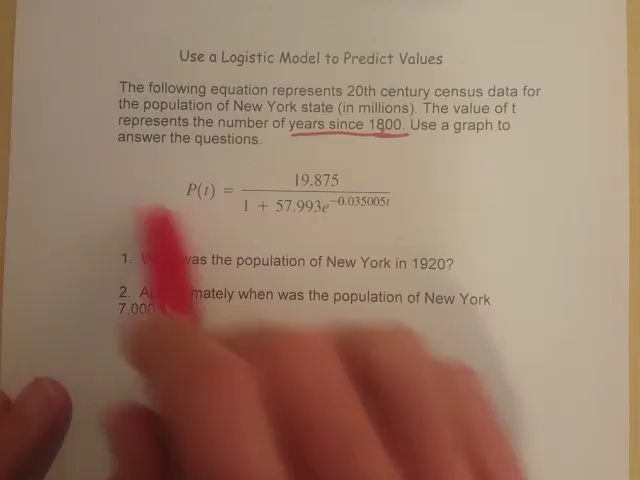 Use a Logistic Model to Predict Values
The following equation represents 20th century census data for
the population of New York state (in millions). The value of t
represents the number of years since 1800. Use a graph to
answer the questions.
P(t) = 19.875 / 1 + 57.993e^−0.035005t
1. was the population of New York in 1920?
2. when was the population of New York
7,000